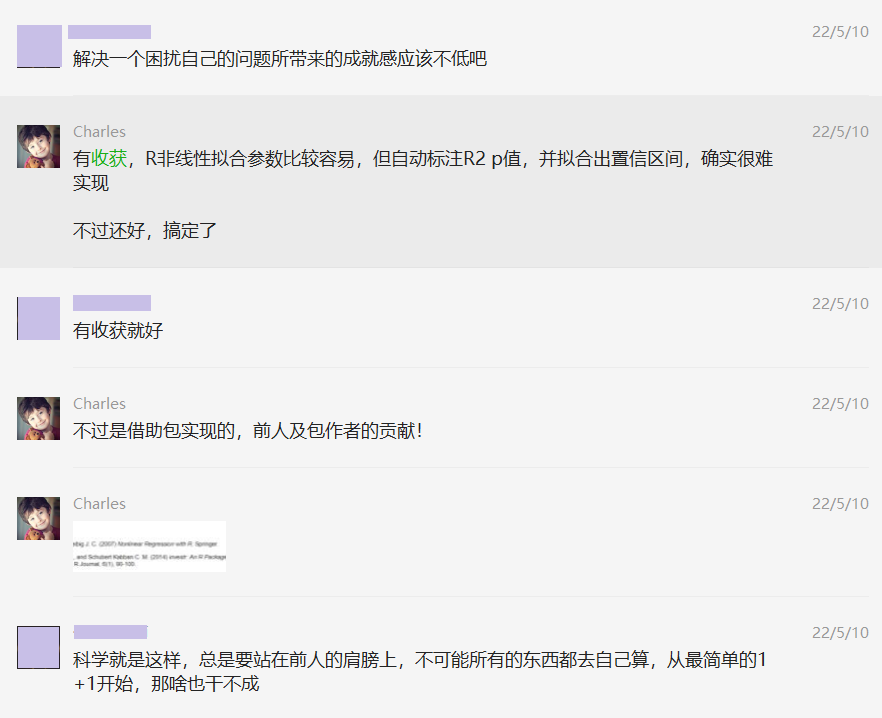 22/5/10
解决一个困扰自己的问题所带来的成就感应该不低吧
Charles
22/5/10
有收获，R非线性拟合参数比较容易，但自动标注R2 p值，并拟合出置信区间，确实很难
实现
不过还好，搞定了
22/5/10
有收获就好
Charles
22/5/10
不过是借助包实现的，前人及包作者的贡献！
Charles
22/5/10
J. C. (2007) Nonlinear Regression with R. Springer
, and Schubert Kabban,C. M. (2014) investr: An R Package
R Journal, 6(1), 90-100.
22/5/10
科学就是这样，总是要站在前人的肩膀上，不可能所有的东西都去自己算，从最简单的1
+1开始，那啥也干不成